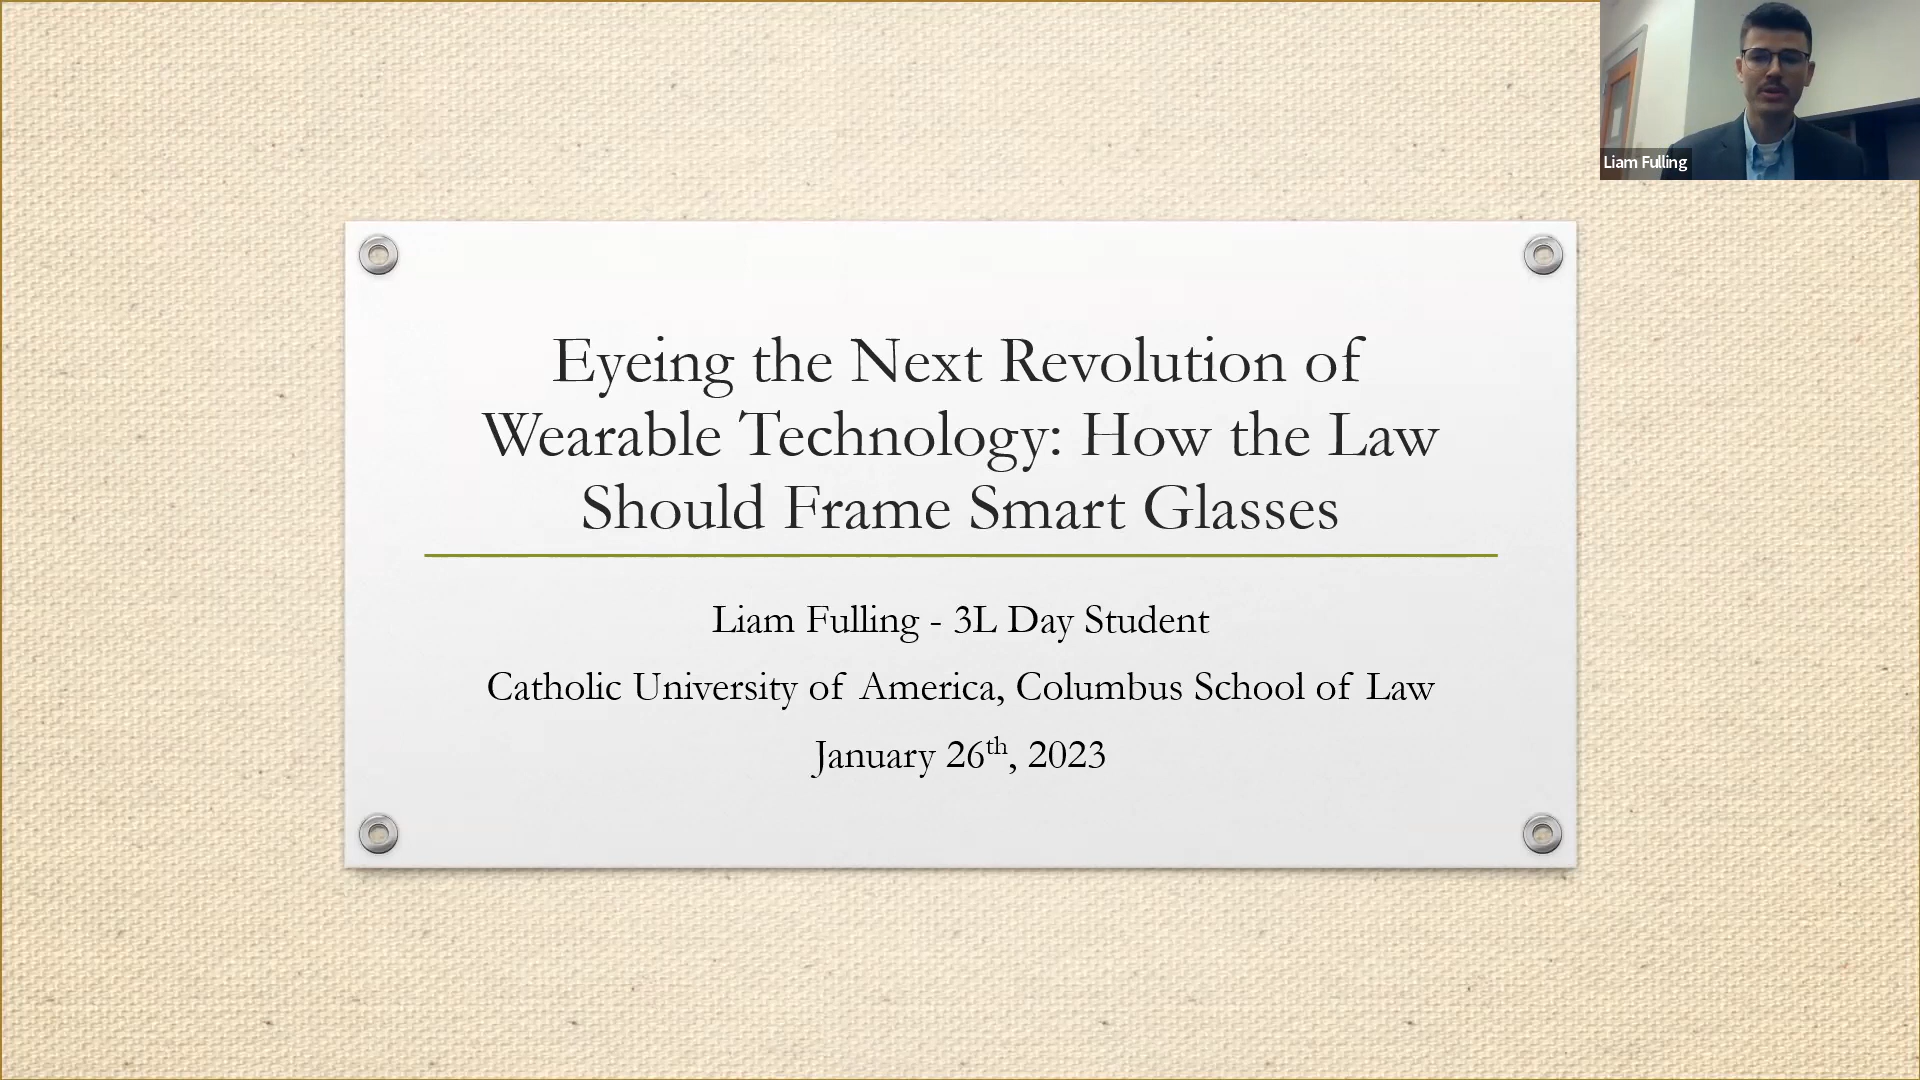 Liam Fulling
Eyeing the Next Revolution of
Wearable Technology: How the Law
Should Frame Smart Glasses
Liam Fulling - 3L Day Student
Catholic University of America, Columbus School of Law
January 26th, 2023